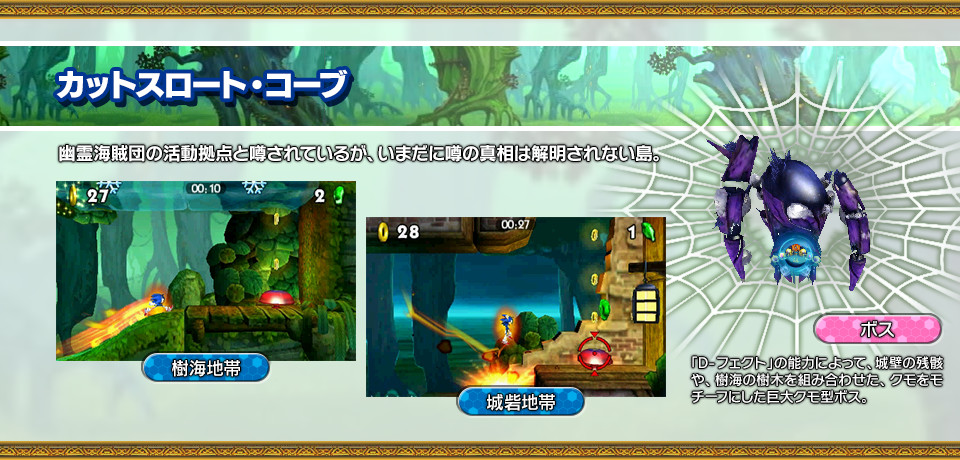 カットスロート・コーブ
幽霊海賊団の活動拠点と噂されているが、いまだに噂の真相は解明されない島。
27
00:10
2
樹海地帯
28
00:27
1
城砦地帯
ボス
「D-フェクト」の能力によって、城壁の残骸
や、樹海の樹木を組み合わせた、クモをモ
チーフにした巨大クモ型ボス。